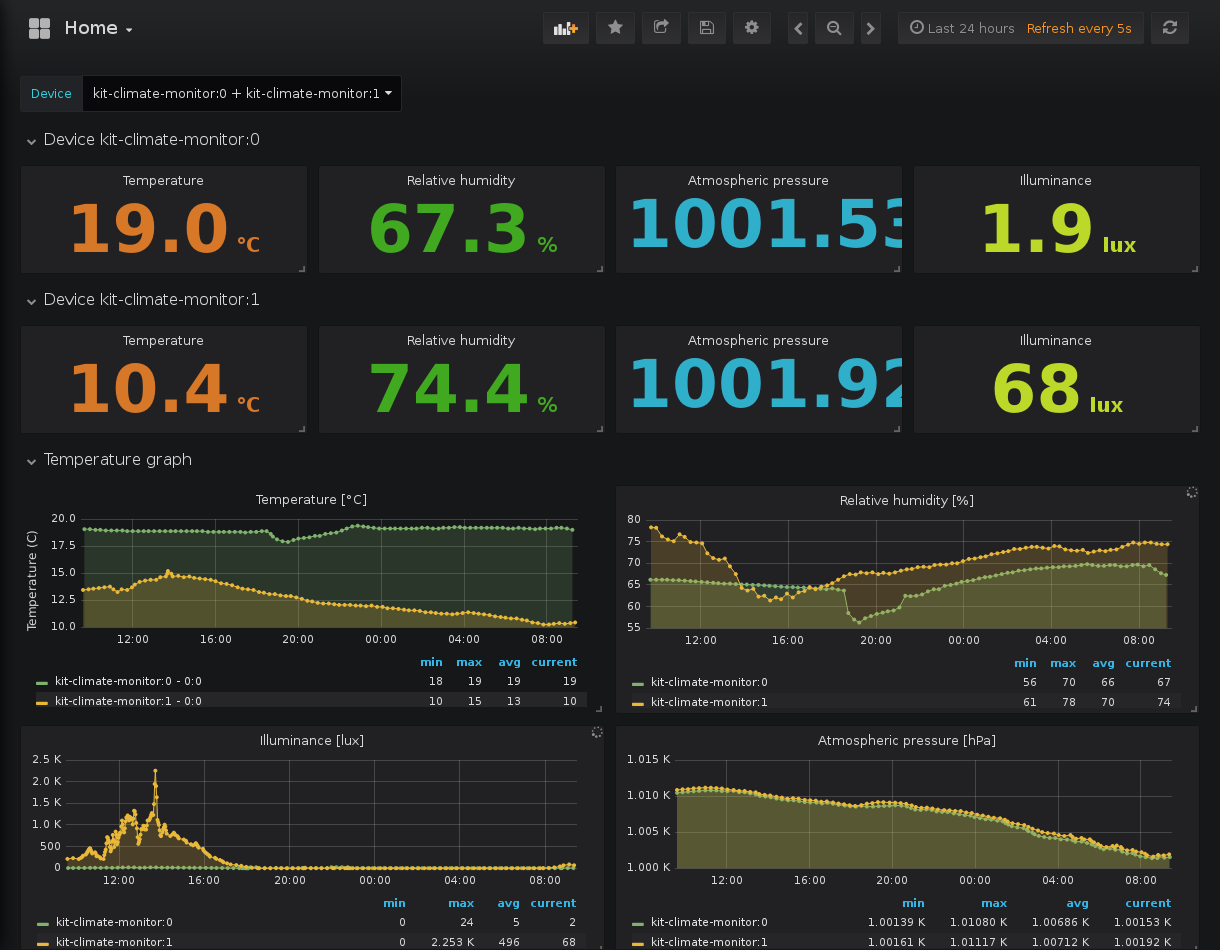 Home
Last 24 hours Refresh every 5s
Device kit-climate-monitor:0 + kit-climate-monitor:1
Device kit-climate-monitor:0
Temperature Relative humidity Atmospheric pressure Illuminance
19.0 °C 67.3 % 1001.53 1.9 lux
Device kit-climate-monitor:1
Temperature Relative humidity Atmospheric pressure Illuminance
10.4 °C 74.4 % 1001.92 68 lux
Temperature graph
Temperature [°C]
Temperature (C)
20.0
17.5
15.0
12.5
10.0
12:00 16:00 20:00 00:00 04:00 08:00
min max avg current
kit-climate-monitor:0 - 0:0 18 19 19 19
kit-climate-monitor:1 - 0:0 10 15 13 10
Relative humidity [%]
80
75
70
65
60
55
12:00 16:00 20:00 00:00 04:00 08:00
min max avg current
kit-climate-monitor:0 56 70 66 67
kit-climate-monitor:1 61 78 70 74
Illuminance [lux]
2.5 K
2.0 K
1.5 K
1.0 K
500
0
12:00 16:00 20:00 00:00 04:00 08:00
min max avg current
kit-climate-monitor:0 0 24 5 2
kit-climate-monitor:1 0 2.253 K 496 68
Atmospheric pressure [hPa]
1.015 K
1.010 K
1.005 K
1.000 K
12:00 16:00 20:00 00:00 04:00 08:00
min max avg current
kit-climate-monitor:0 1.00139 K 1.01080 K 1.00686 K 1.00153 K
kit-climate-monitor:1 1.00161 K 1.01117 K 1.00712 K 1.00192 K